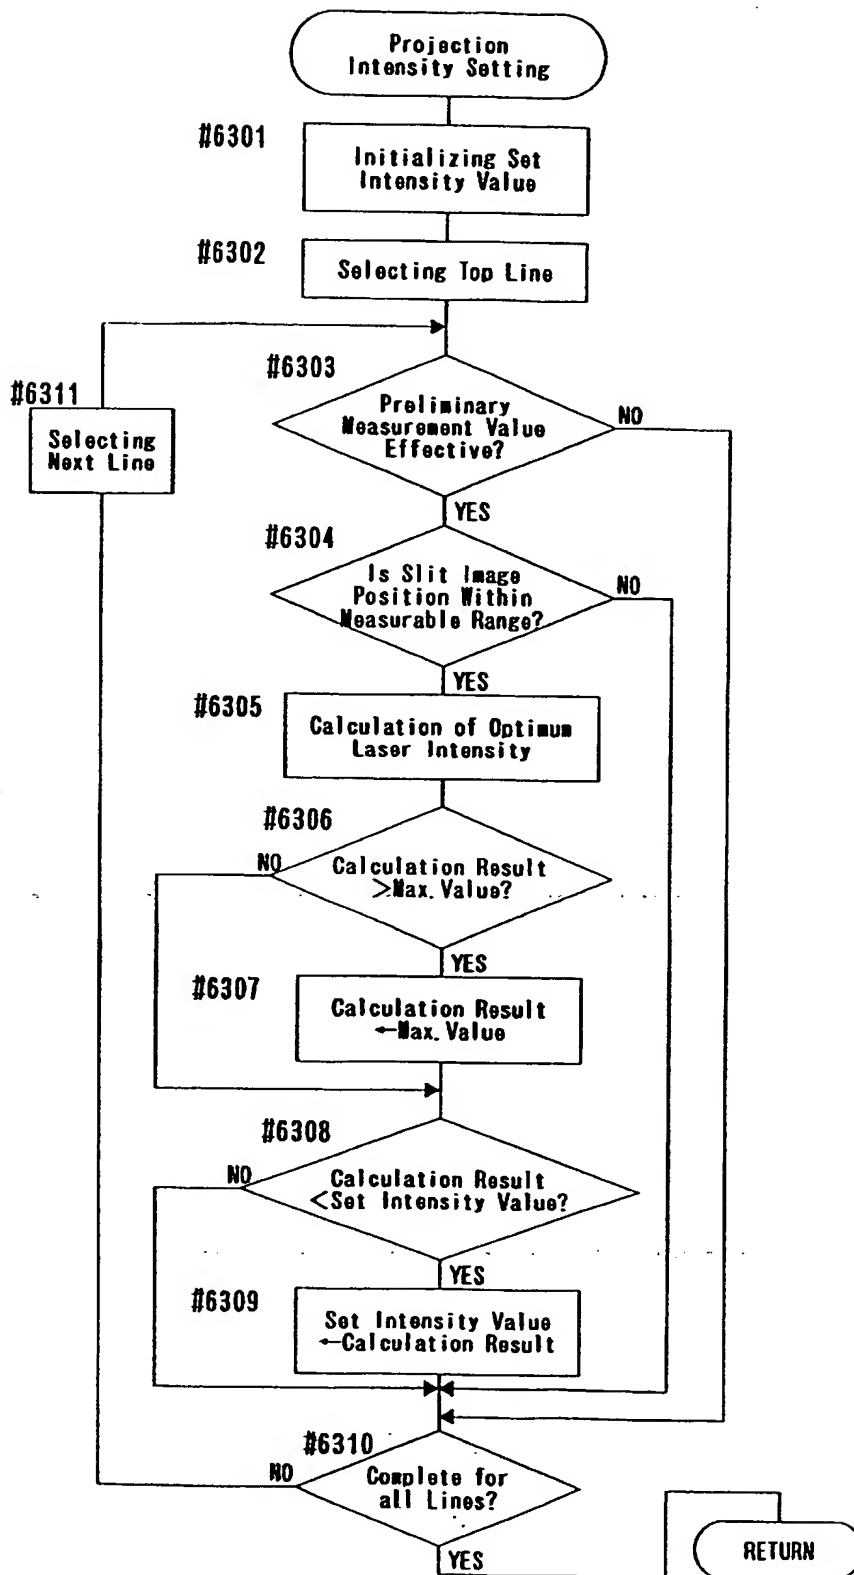 Projection
Intensity Setting
#6301
Initializing Set
Intensity Value
#6302
Selecting Top Line
#6303
#6311
Preliminary
Measurement Value
Effective?
NO
Selecting
Next Line
YES
#6304
Is Slit Image
Position Within
Measurable Range?
NO
YES
#6305
Calculation of Optimum
Laser Intensity
#6306
NO
Calculation Result
>Max. Value?
YES
#6307
Calculation Result
←Max. Value
#6308
NO
Calculation Result
<Set Intensity Value?
YES
#6309
Set Intensity Value
←Calculation Result
#6310
NO
Complete for
all Lines?
YES
RETURN